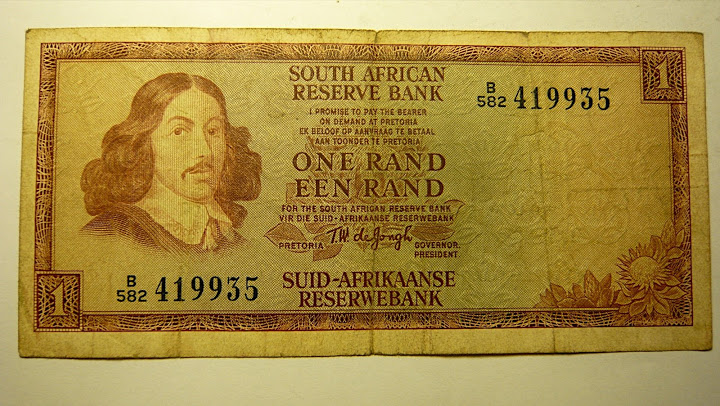 1
SOUTH AFRICAN
RESERVE BANK
B/582 419935
I PROMISE TO PAY THE BEARER
ON DEMAND AT PRETORIA
EK BELOOF OP AANVRAAG TE BETAAL
AAN TOONDER TE PRETORIA
ONE RAND
EEN RAND
FOR THE SOUTH AFRICAN RESERVE BANK
VIR DIE SUID-AFRIKAANSE RESERWEBANK
T.W. de Jongh
PRETORIA GOVERNOR.
PRESIDENT.
B/582 419935
SUID-AFRIKAANSE
RESERWEBANK
1